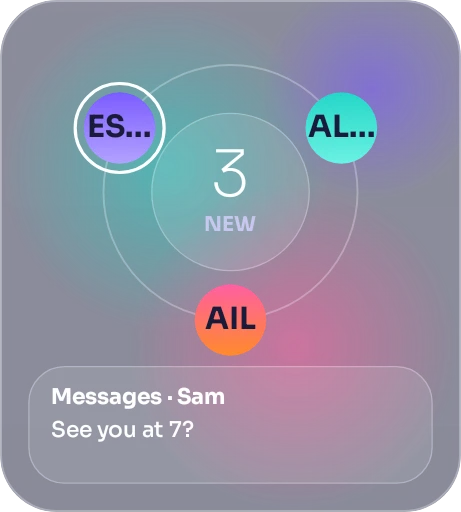 ES...
AL...
3
NEW
AIL
Messages · Sam
See you at 7?